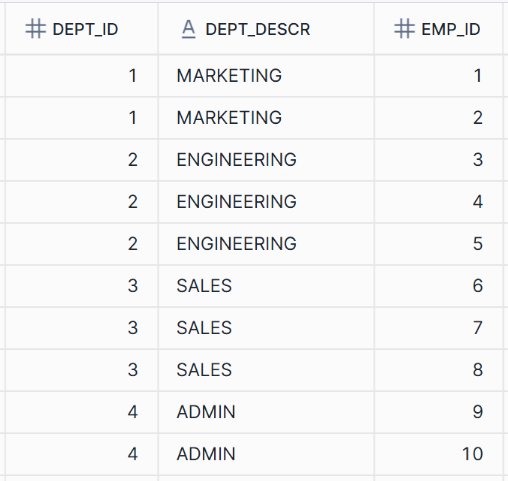 # DEPT_ID A DEPT_DESCR # EMP_ID
1 MARKETING 1
1 MARKETING 2
2 ENGINEERING 3
2 ENGINEERING 4
2 ENGINEERING 5
3 SALES 6
3 SALES 7
3 SALES 8
4 ADMIN 9
4 ADMIN 10